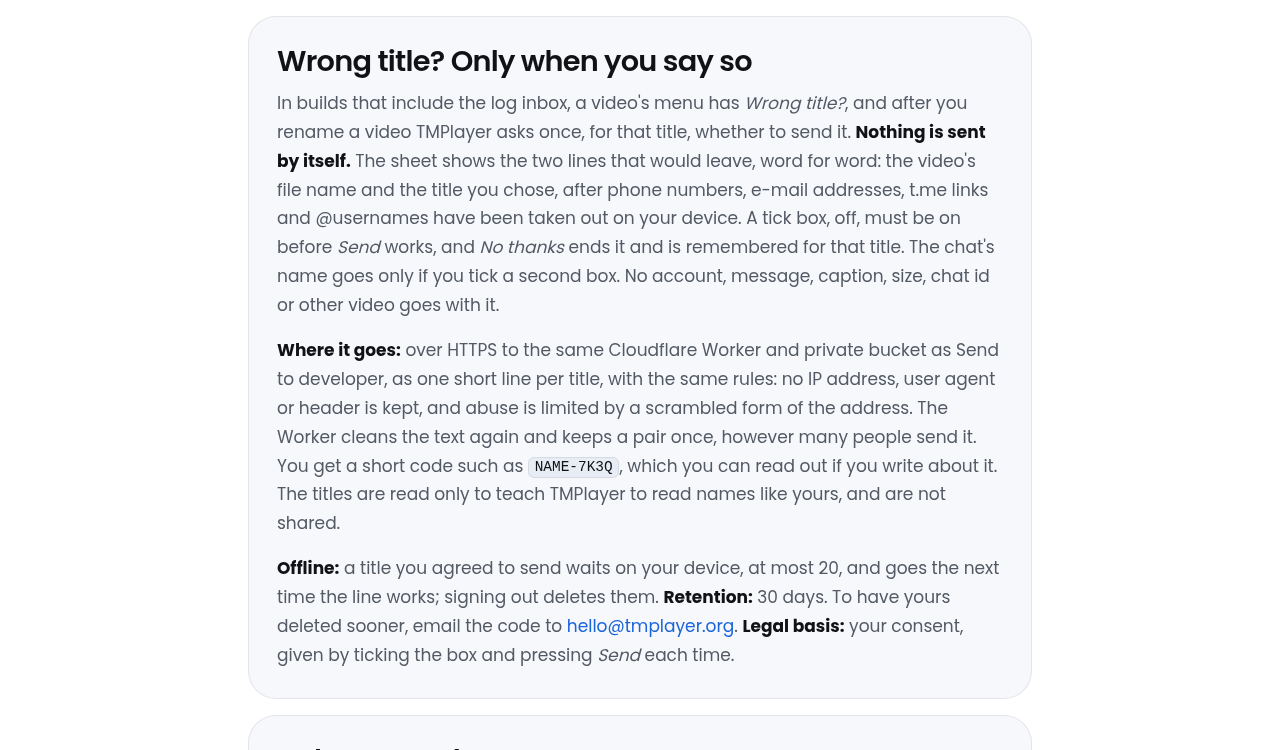 Wrong title? Only when you say so
In builds that include the log inbox, a video's menu has Wrong title?, and after you
rename a video TMPlayer asks once, for that title, whether to send it. Nothing is sent
by itself. The sheet shows the two lines that would leave, word for word: the video's
file name and the title you chose, after phone numbers, e-mail addresses, t.me links
and @usernames have been taken out on your device. A tick box, off, must be on
before Send works, and No thanks ends it and is remembered for that title. The chat's
name goes only if you tick a second box. No account, message, caption, size, chat id
or other video goes with it.
Where it goes: over HTTPS to the same Cloudflare Worker and private bucket as Send
to developer, as one short line per title, with the same rules: no IP address, user agent
or header is kept, and abuse is limited by a scrambled form of the address. The
Worker cleans the text again and keeps a pair once, however many people send it.
You get a short code such as NAME-7K3Q, which you can read out if you write about it.
The titles are read only to teach TMPlayer to read names like yours, and are not
shared.
Offline: a title you agreed to send waits on your device, at most 20, and goes the next
time the line works; signing out deletes them. Retention: 30 days. To have yours
deleted sooner, email the code to hello@tmplayer.org. Legal basis: your consent,
given by ticking the box and pressing Send each time.